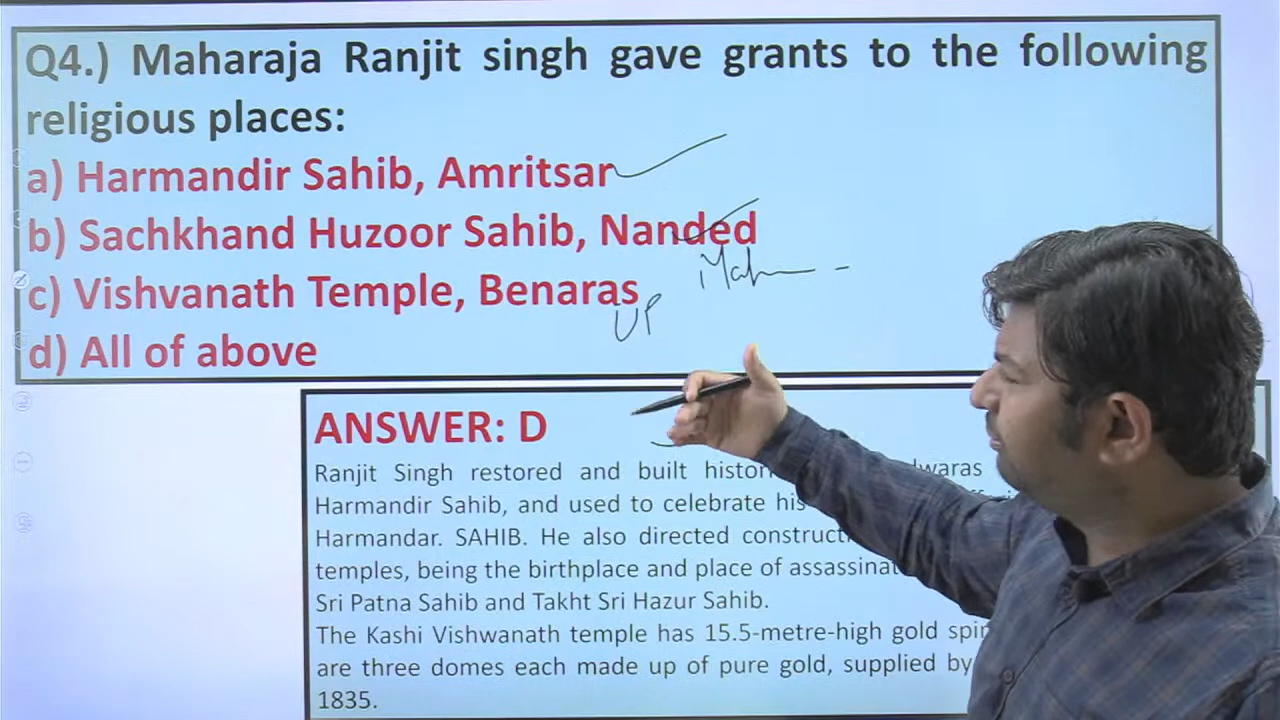 Q4.) Maharaja Ranjit singh gave grants to the following
religious places:
a) Harmandir Sahib, Amritsar
b) Sachkhand Huzoor Sahib, Nanded
Mah
c) Vishvanath Temple, Benaras
UP
d) All of above
ANSWER: D
Ranjit Singh restored and built
Harmandir Sahib, and used to celebrate his
Harmandar. SAHIB. He also directed
temples, being the birthplace and place of
Sri Patna Sahib and Takht Sri Hazur Sahib.
The Kashi Vishwanath temple has 15.5-metre-high gold
are three domes each made up of pure gold, supplied by
1835.